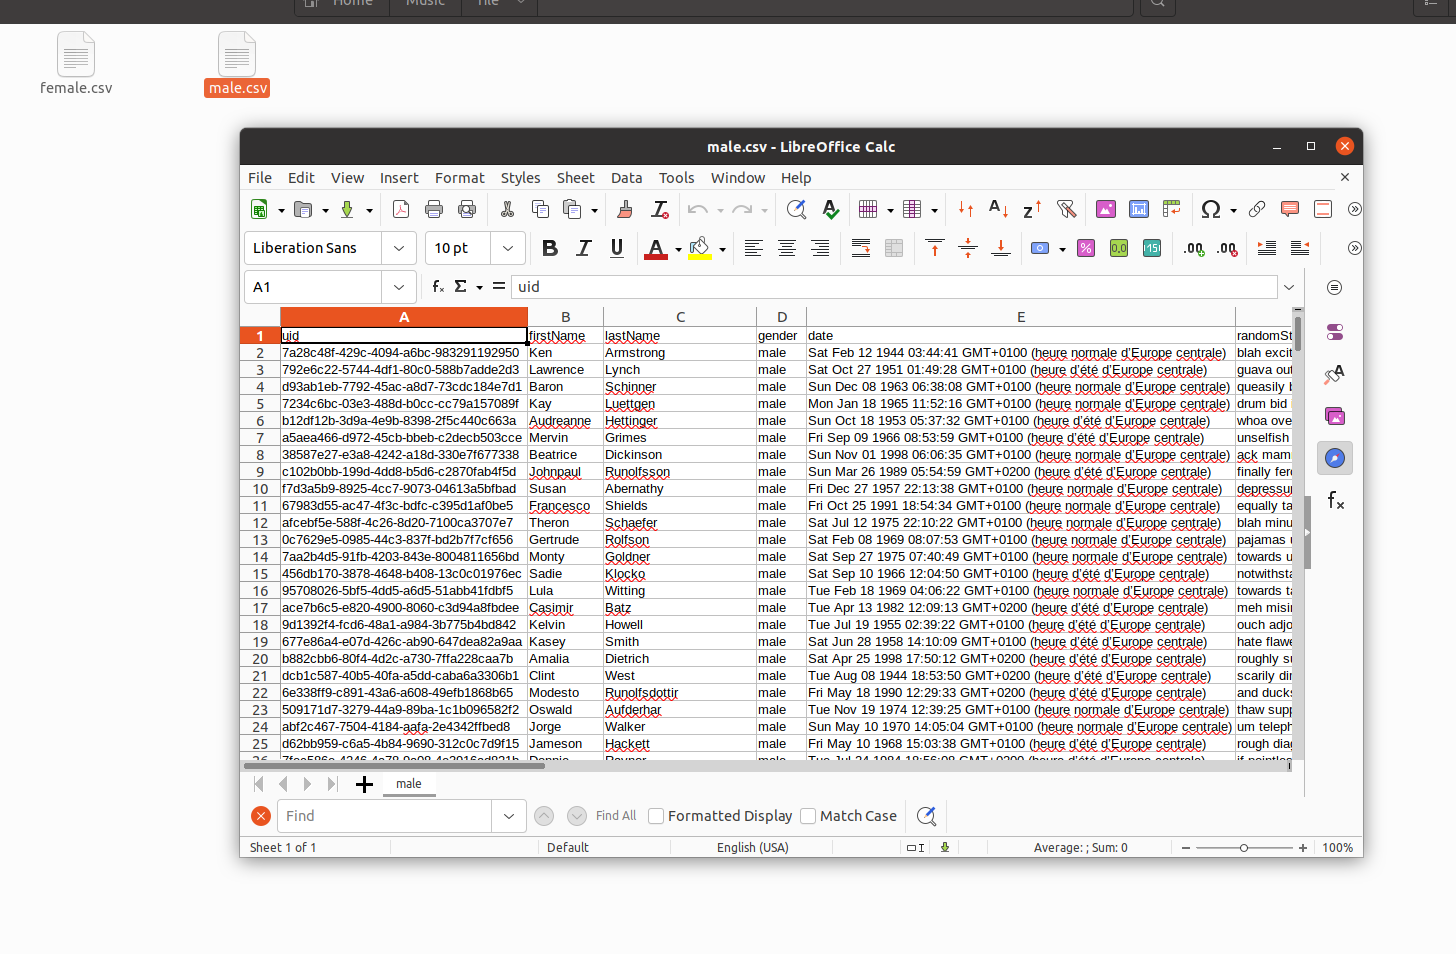 Home Music File
female.csv male.csv
male.csv - LibreOffice Calc
File Edit View Insert Format Styles Sheet Data Tools Window Help
Liberation Sans 10 pt
A1 uid
A B C D E
1 uid firstName lastName gender date randomSt
2 7a28c48f-429c-4094-a6bc-983291192950 Ken Armstrong male Sat Feb 12 1944 03:44:41 GMT+0100 (heure normale d’Europe centrale) blah excit
3 792e6c22-5744-4df1-80c0-588b7adde2d3 Lawrence Lynch male Sat Oct 27 1951 01:49:28 GMT+0100 (heure d’été d’Europe centrale) guava out
4 d93ab1eb-7792-45ac-a8d7-73cdc184e7d1 Baron Schinner male Sun Dec 08 1963 06:38:08 GMT+0100 (heure normale d’Europe centrale) queasily b
5 7234c6bc-03e3-488d-b0cc-cc79a157089f Kay Luettgen male Mon Jan 18 1965 11:52:16 GMT+0100 (heure normale d’Europe centrale) drum bid
6 b12df12b-3d9a-4e9b-8398-2f5c440c663a Audreanne Hettinger male Sun Oct 18 1953 05:37:32 GMT+0100 (heure normale d’Europe centrale) whoa ove
7 a5aea466-d972-45cb-bbeb-c2decb503cce Mervin Grimes male Fri Sep 09 1966 08:53:59 GMT+0100 (heure d’été d’Europe centrale) unselfish
8 38587e27-e3a8-4242-a18d-330e7f677338 Beatrice Dickinson male Sun Nov 01 1998 06:06:35 GMT+0100 (heure normale d’Europe centrale) ack mam
9 c102b0bb-199d-4dd8-b5d6-c2870fab4f5d Johnpaul Runolfsson male Sun Mar 26 1989 05:54:59 GMT+0200 (heure d’été d’Europe centrale) finally fer
10 f7d3a5b9-8925-4cc7-9073-04613a5bfbad Susan Abernathy male Fri Dec 27 1957 22:13:38 GMT+0100 (heure normale d’Europe centrale) depressur
11 67983d55-ac47-4f3c-bdfc-c395d1af0be5 Francesco Shields male Fri Oct 25 1991 18:54:34 GMT+0100 (heure normale d’Europe centrale) equally ta
12 afcebf5e-588f-4c26-8d20-7100ca3707e7 Theron Schaefer male Sat Jul 12 1975 22:10:22 GMT+0100 (heure d’été d’Europe centrale) blah minu
13 0c7629e5-0985-44c3-837f-bd2b7f7cf656 Gertrude Rolfson male Sat Feb 08 1969 08:07:53 GMT+0100 (heure normale d’Europe centrale) pajamas u
14 7aa2b4d5-91fb-4203-843e-8004811656bd Monty Goldner male Sat Sep 27 1975 07:40:49 GMT+0100 (heure d’été d’Europe centrale) towards u
15 456db170-3878-4648-b408-13c0c01976ec Sadie Klocko male Sat Sep 10 1966 12:04:50 GMT+0100 (heure d’été d’Europe centrale) notwithsta
16 95708026-5bf5-4dd5-a6d5-51abb41fdbf5 Lula Witting male Tue Feb 18 1969 04:06:22 GMT+0100 (heure normale d’Europe centrale) towards ta
17 ace7b6c5-e820-4900-8060-c3d94a8fbdee Casimir Batz male Tue Apr 13 1982 12:09:13 GMT+0200 (heure d’été d’Europe centrale) meh misin
18 9d1392f4-fcd6-48a1-a984-3b775b4bd842 Kelvin Howell male Tue Jul 19 1955 02:39:22 GMT+0100 (heure d’été d’Europe centrale) ouch adjo
19 677e86a4-e07d-426c-ab90-647dea82a9aa Kasey Smith male Sat Jun 28 1958 14:10:09 GMT+0100 (heure d’été d’Europe centrale) hate flawe
20 b882cbb6-80f4-4d2c-a730-7ffa228caa7b Amalia Dietrich male Sat Apr 25 1998 17:50:12 GMT+0200 (heure d’été d’Europe centrale) roughly su
21 dcb1c587-40b5-40fa-a5dd-caba6a3306b1 Clint West male Tue Aug 08 1944 18:53:50 GMT+0200 (heure d’été d’Europe centrale) scarily dir
22 6e338ff9-c891-43a6-a608-49efb1868b65 Modesto Runolfsdottir male Fri May 18 1990 12:29:33 GMT+0200 (heure d’été d’Europe centrale) and ducks
23 509171d7-3279-44a9-89ba-1c1b096582f2 Oswald Aufderhar male Tue Nov 19 1974 12:39:25 GMT+0100 (heure normale d’Europe centrale) thaw supp
24 abf2c467-7504-4184-aafa-2e4342ffbed8 Jorge Walker male Sun May 10 1970 14:05:04 GMT+0100 (heure normale d’Europe centrale) um teleph
25 d62bb959-c6a5-4b84-9690-312c0c7d9f15 Jameson Hackett male Fri May 10 1968 15:03:38 GMT+0100 (heure d’été d’Europe centrale) rough diag
male
Find Find All Formatted Display Match Case
Sheet 1 of 1 Default English (USA) Average: ; Sum: 0 100%